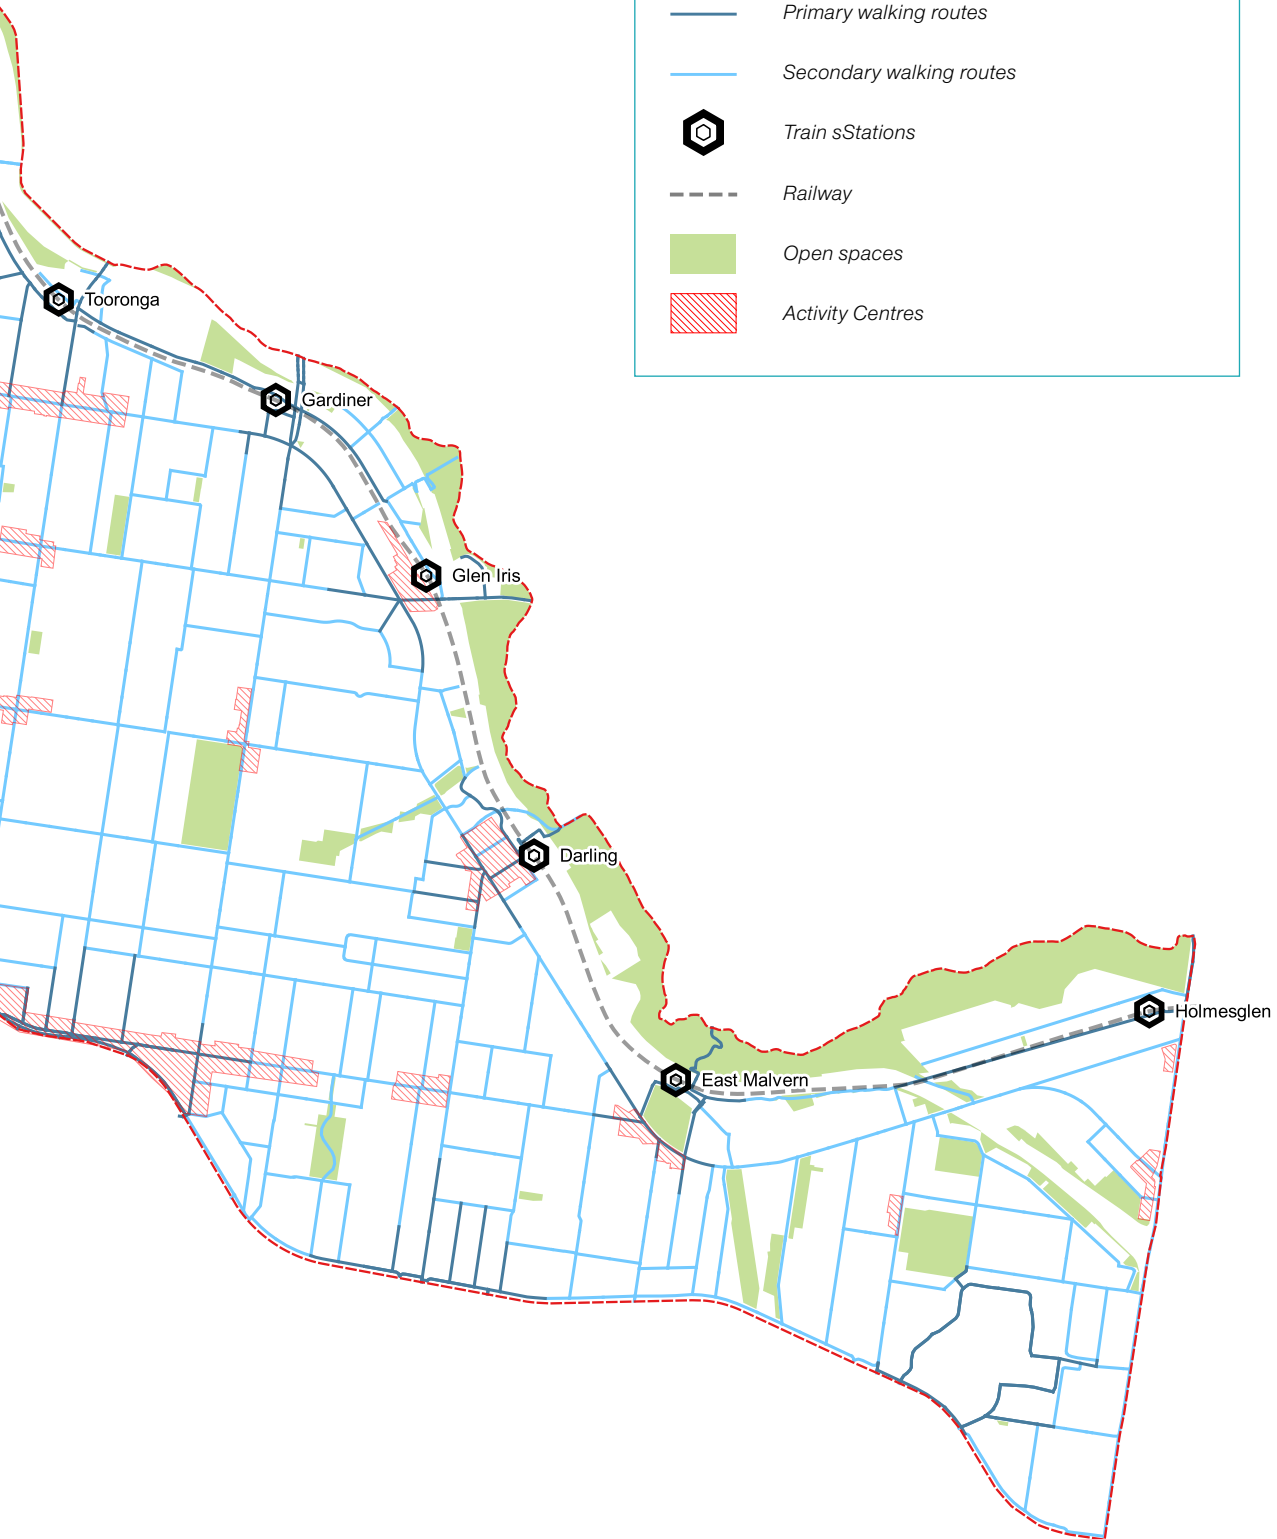 Primary walking routes
Secondary walking routes
Train sStations
Railway
Open spaces
Activity Centres
Tooronga
Gardiner
Glen Iris
Darling
Holmesglen
East Malvern